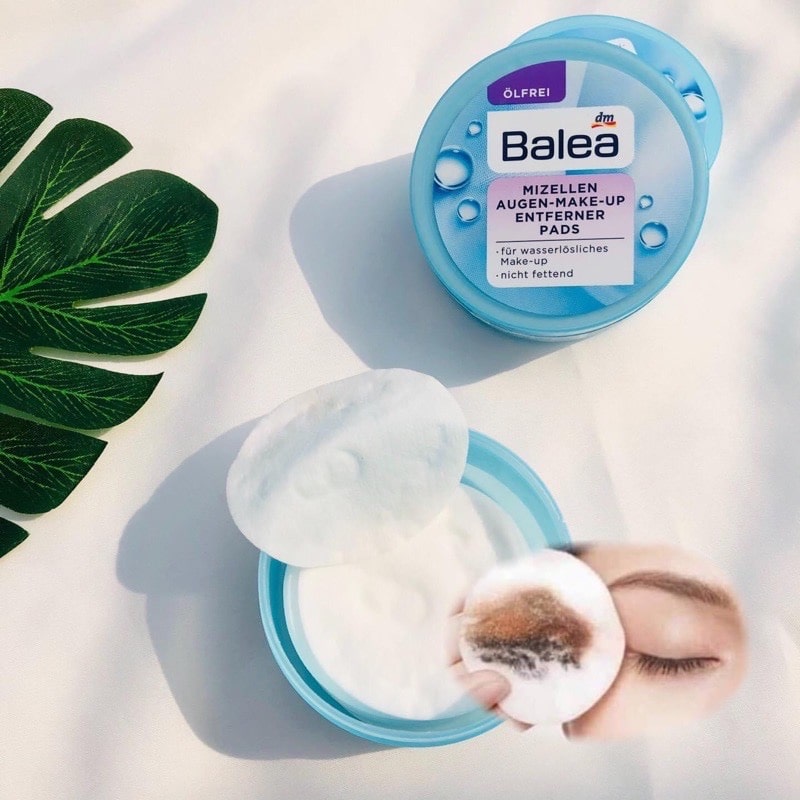 ÖLFREI
dm
Balea
MIZELLEN
AUGEN-MAKE-UP
ENTFERNER
PADS
· für wasserlösliches
Make-up
· nicht fettend